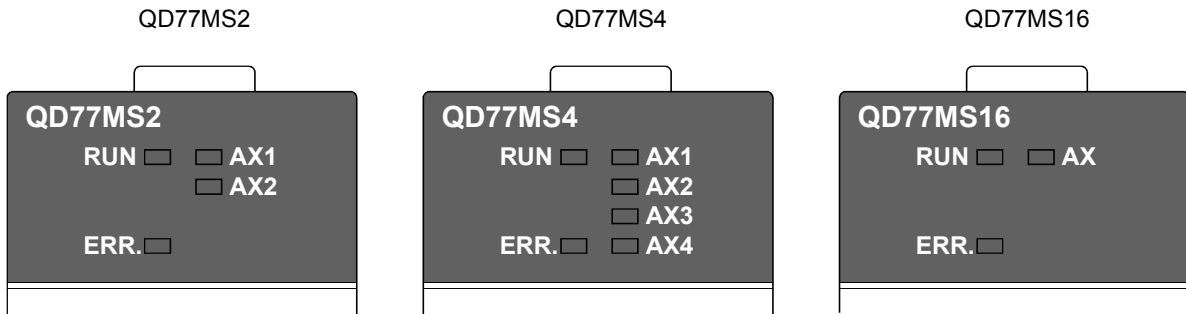 QD77MS2
QD77MS4
QD77MS16
QD77MS2
RUN AX1
AX2
ERR.
QD77MS4
RUN AX1
AX2
AX3
ERR. AX4
QD77MS16
RUN AX
ERR.